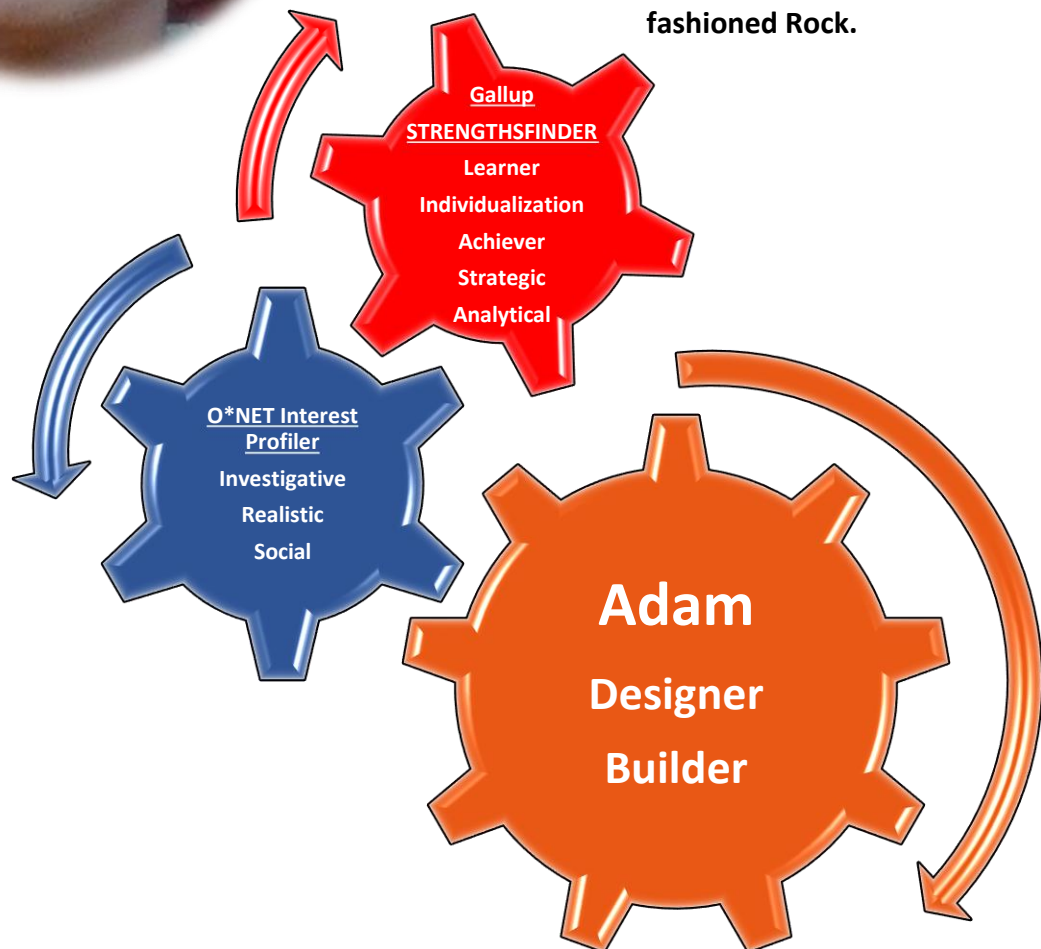 fashioned Rock.
Gallup
STRENGTHSFINDER
Learner
Individualization
Achiever
Strategic
Analytical
O*NET Interest
Profiler
Investigative
Realistic
Social
Adam
Designer
Builder